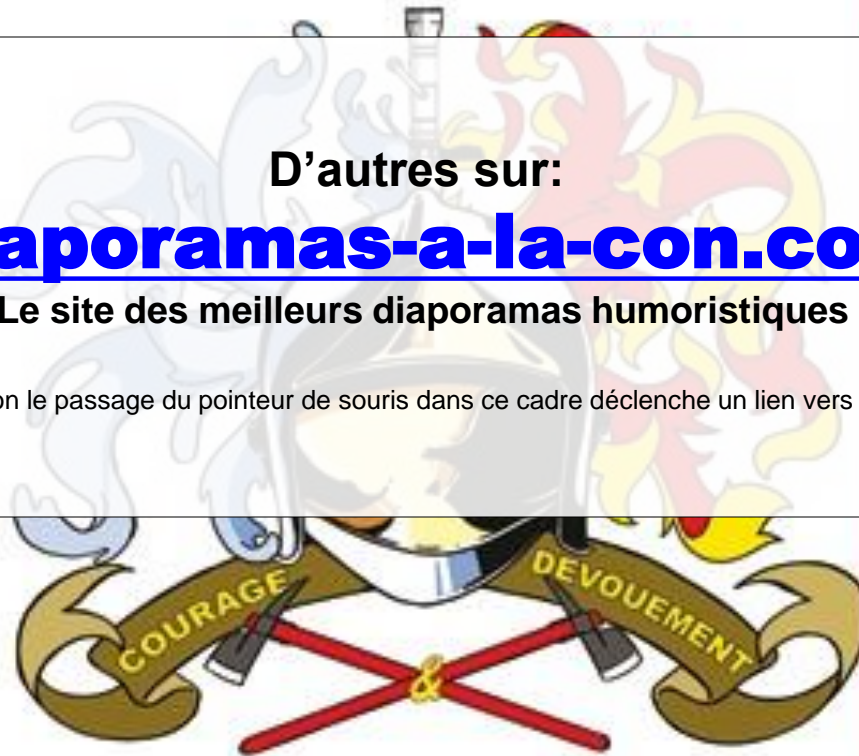 D’autres sur:
aporamas-a-la-con.co
Le site des meilleurs diaporamas humoristiques
on le passage du pointeur de souris dans ce cadre déclenche un lien vers
COURAGE
&
DEVOUEMENT